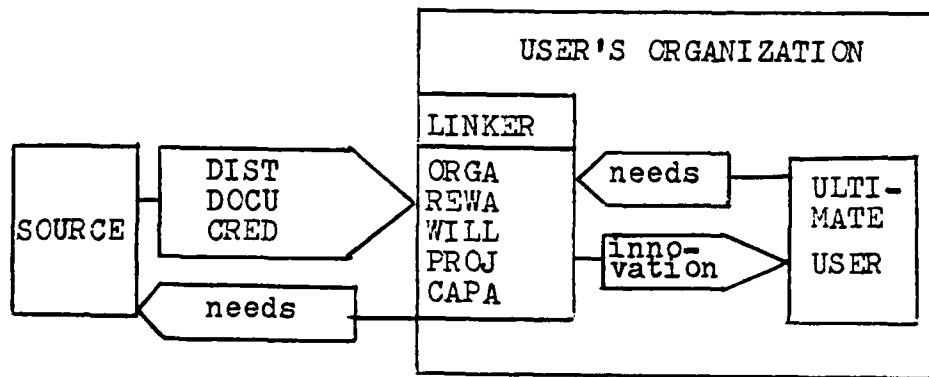 USER'S ORGANIZATION
LINKER
SOURCE
DIST
DOCU
CRED
needs
ORGA
REWA
WILL
PROJ
CAPA
needs
inno-
vation
ULTI-
MATE
USER